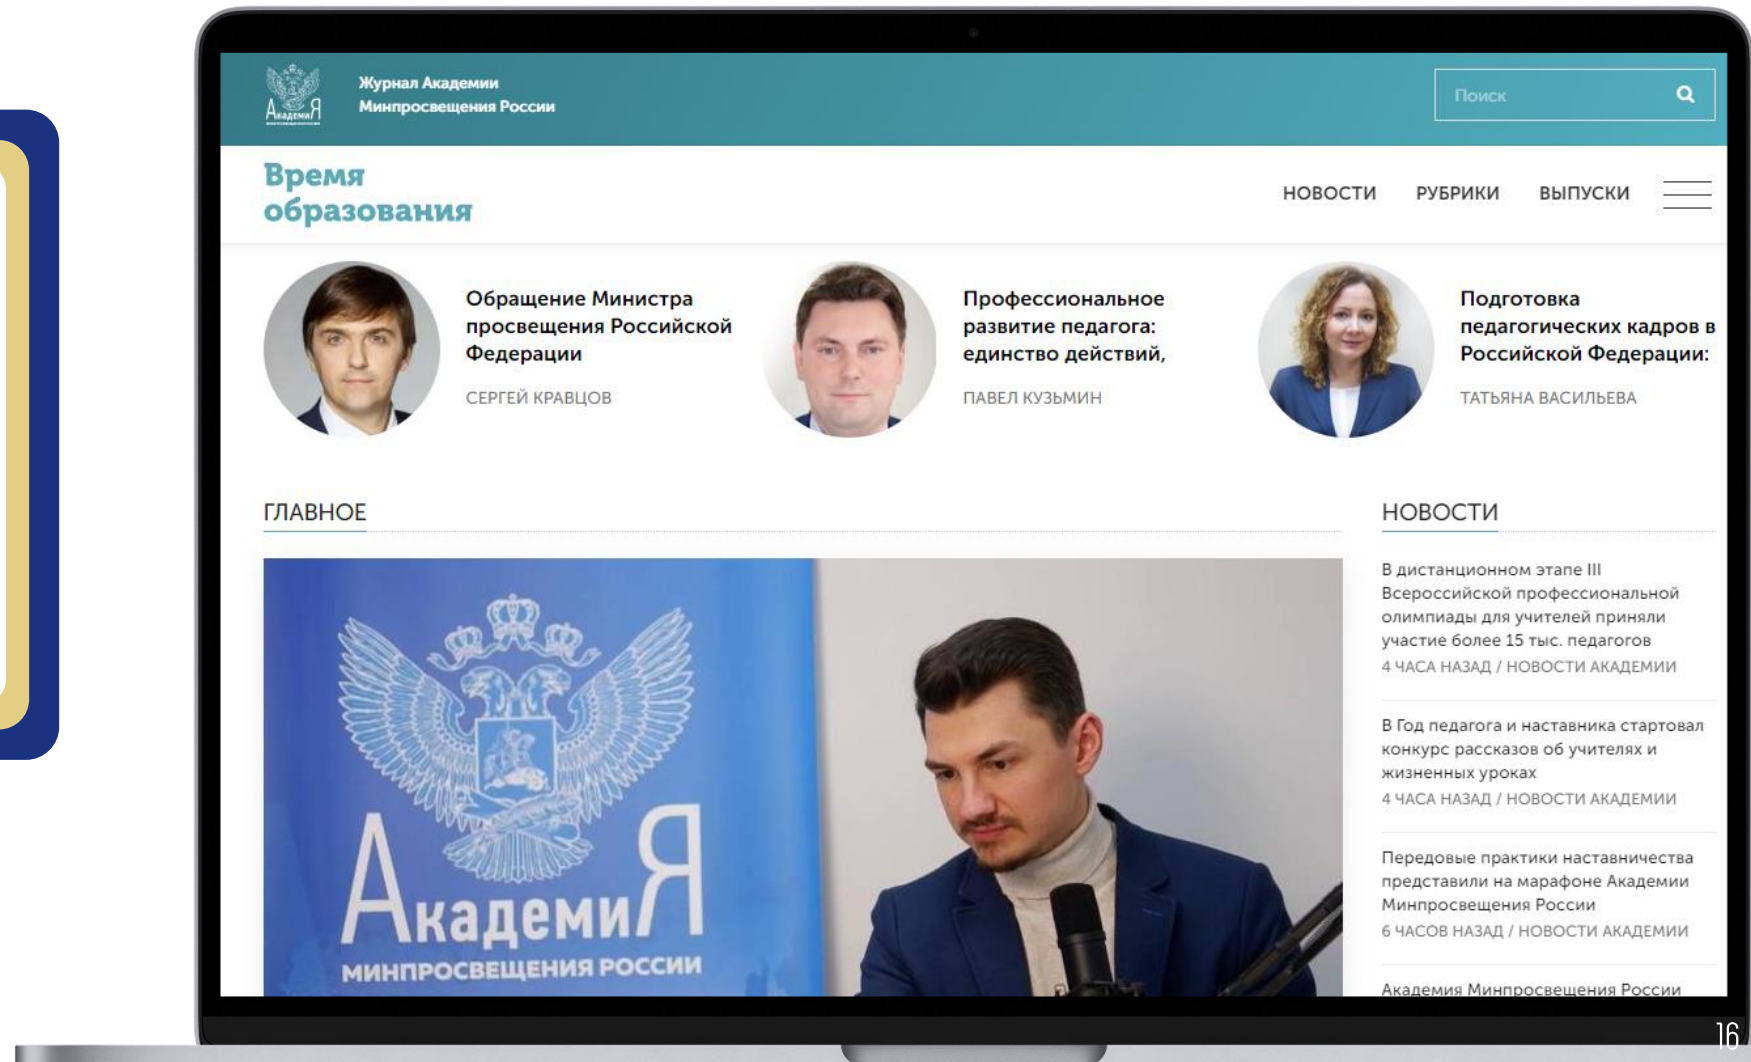 АкадемиЯ
Журнал Академии
Минпросвещения России
Поиск
Время
образования
НОВОСТИ
РУБРИКИ
ВЫПУСКИ
Обращение Министра
просвещения Российской
Федерации
СЕРГЕЙ КРАВЦОВ
Профессиональное
развитие педагога:
единство действий,
ПАВЕЛ КУЗЬМИН
Подготовка
педагогических кадров в
Российской Федерации:
ТАТЬЯНА ВАСИЛЬЕВА
ГЛАВНОЕ
АкадемиЯ
МИНПРОСВЕЩЕНИЯ РОССИИ
НОВОСТИ
В дистанционном этапе III
Всероссийской профессиональной
олимпиады для учителей приняли
участие более 15 тыс. педагогов
4 ЧАСА НАЗАД / НОВОСТИ АКАДЕМИИ
В Год педагога и наставника стартовал
конкурс рассказов об учителях и
жизненных уроках
4 ЧАСА НАЗАД / НОВОСТИ АКАДЕМИИ
Передовые практики наставничества
представили на марафоне Академии
Минпросвещения России
6 ЧАСОВ НАЗАД / НОВОСТИ АКАДЕМИИ
Академия Минпросвещения России
16